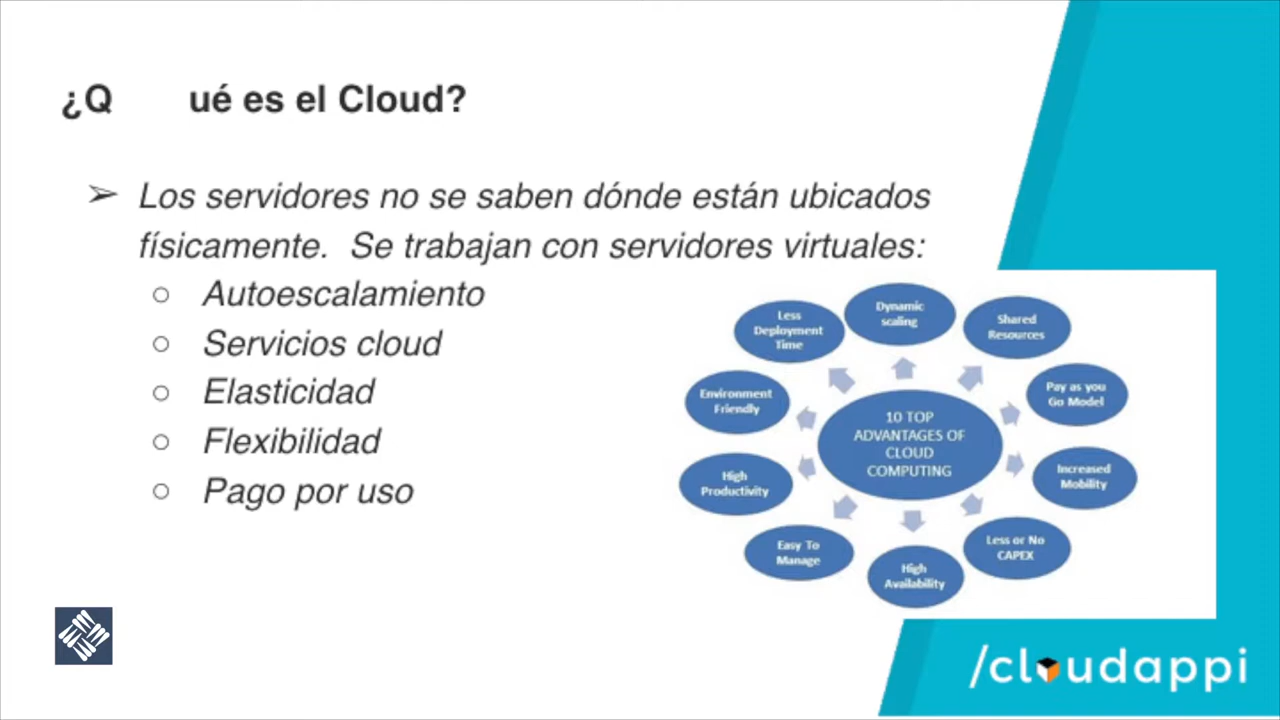 ¿Q ué es el Cloud?
➢ Los servidores no se saben dónde están ubicados
físicamente. Se trabajan con servidores virtuales:
○ Autoescalamiento
○ Servicios cloud
○ Elasticidad
○ Flexibilidad
○ Pago por uso
10 TOP
ADVANTAGES OF
CLOUD
COMPUTING
Dynamic
scaling
Shared
Resources
Pay as you
Go Model
Increased
Mobility
Less or No
CAPEX
High
Availability
Easy To
Manage
High
Productivity
Environment
Friendly
Less
Deployment
Time
/cloudappi